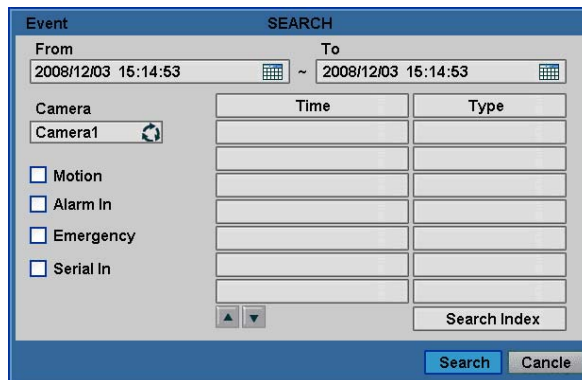 Event SEARCH
From To
2008/12/03 15:14:53 ~ 2008/12/03 15:14:53
Camera Time Type
Camera1
Motion
Alarm In
Emergency
Serial In
Search Index
Search Cancle